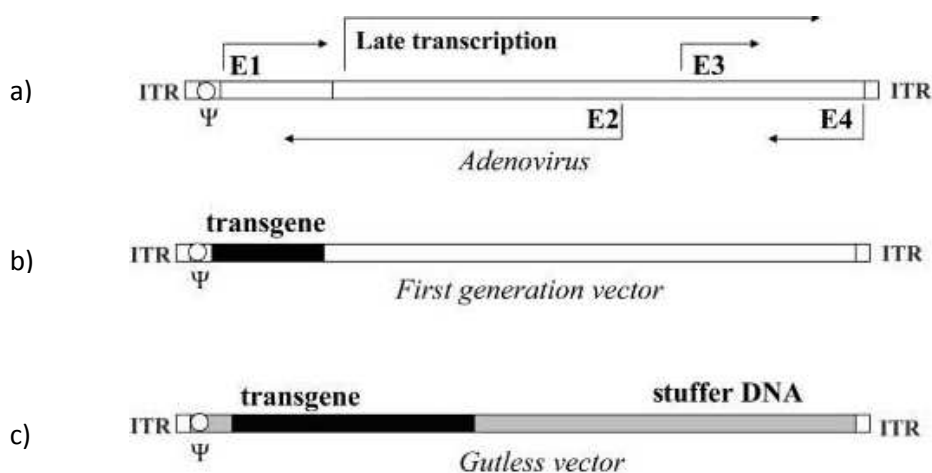 Late transcription
E1
E3
a)
ITR
ITR
Ψ
E2
E4
Adenovirus
transgene
b)
ITR
ITR
Ψ
First generation vector
transgene
stuffer DNA
c)
ITR
ITR
Ψ
Gutless vector